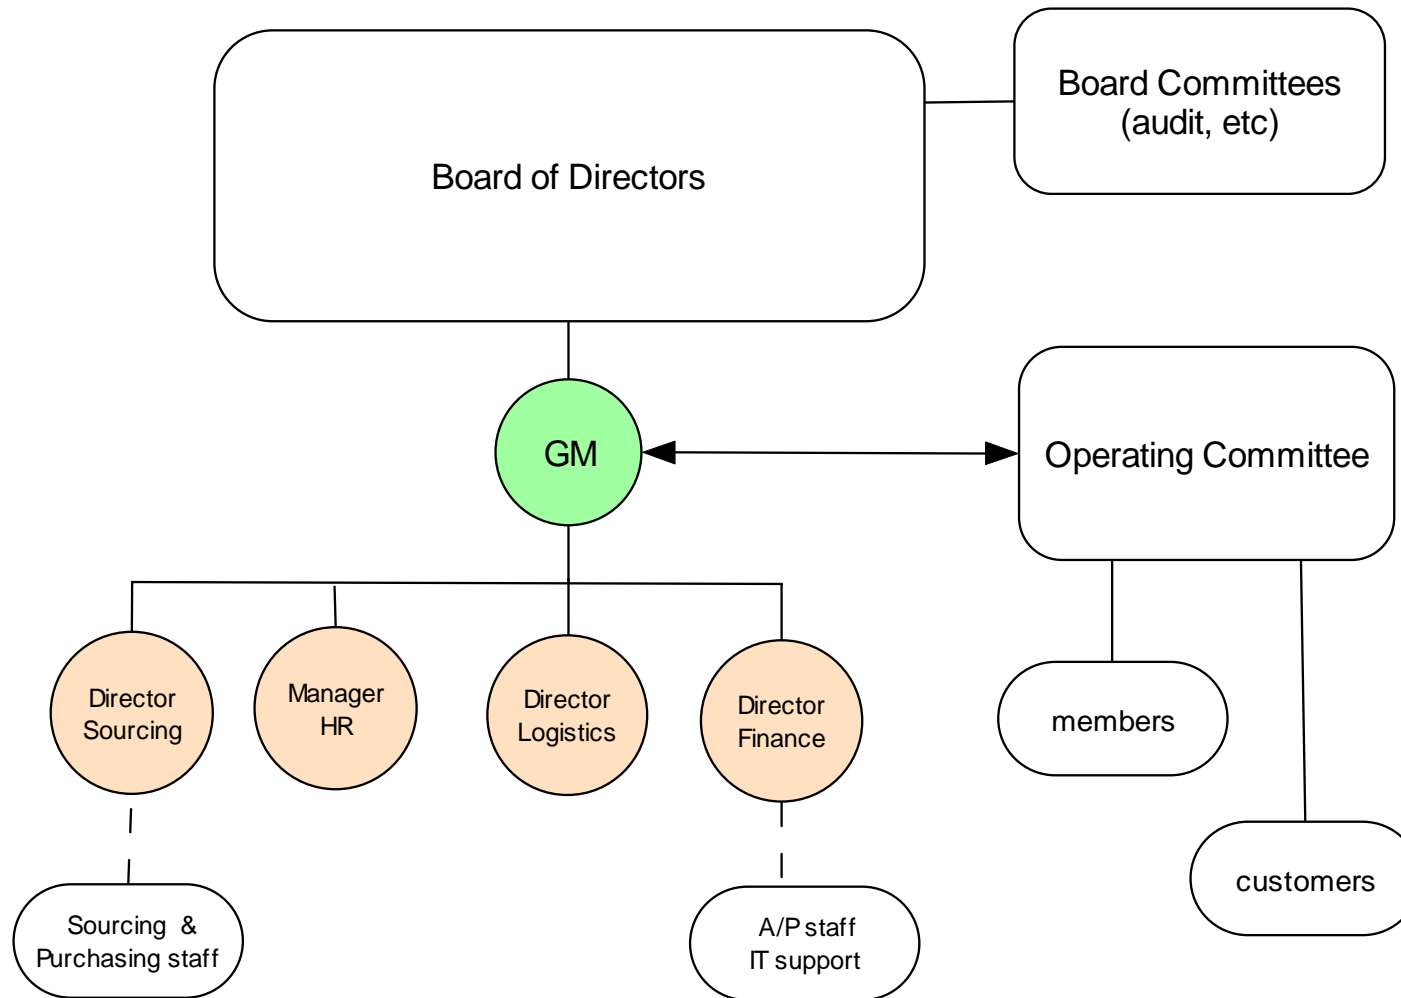 Board Committees
(audit, etc)
Board of Directors
GM
Operating Committee
Director
Sourcing
Manager
HR
Director
Logistics
Director
Finance
members
customers
Sourcing &
Purchasing staff
A/P staff
IT support